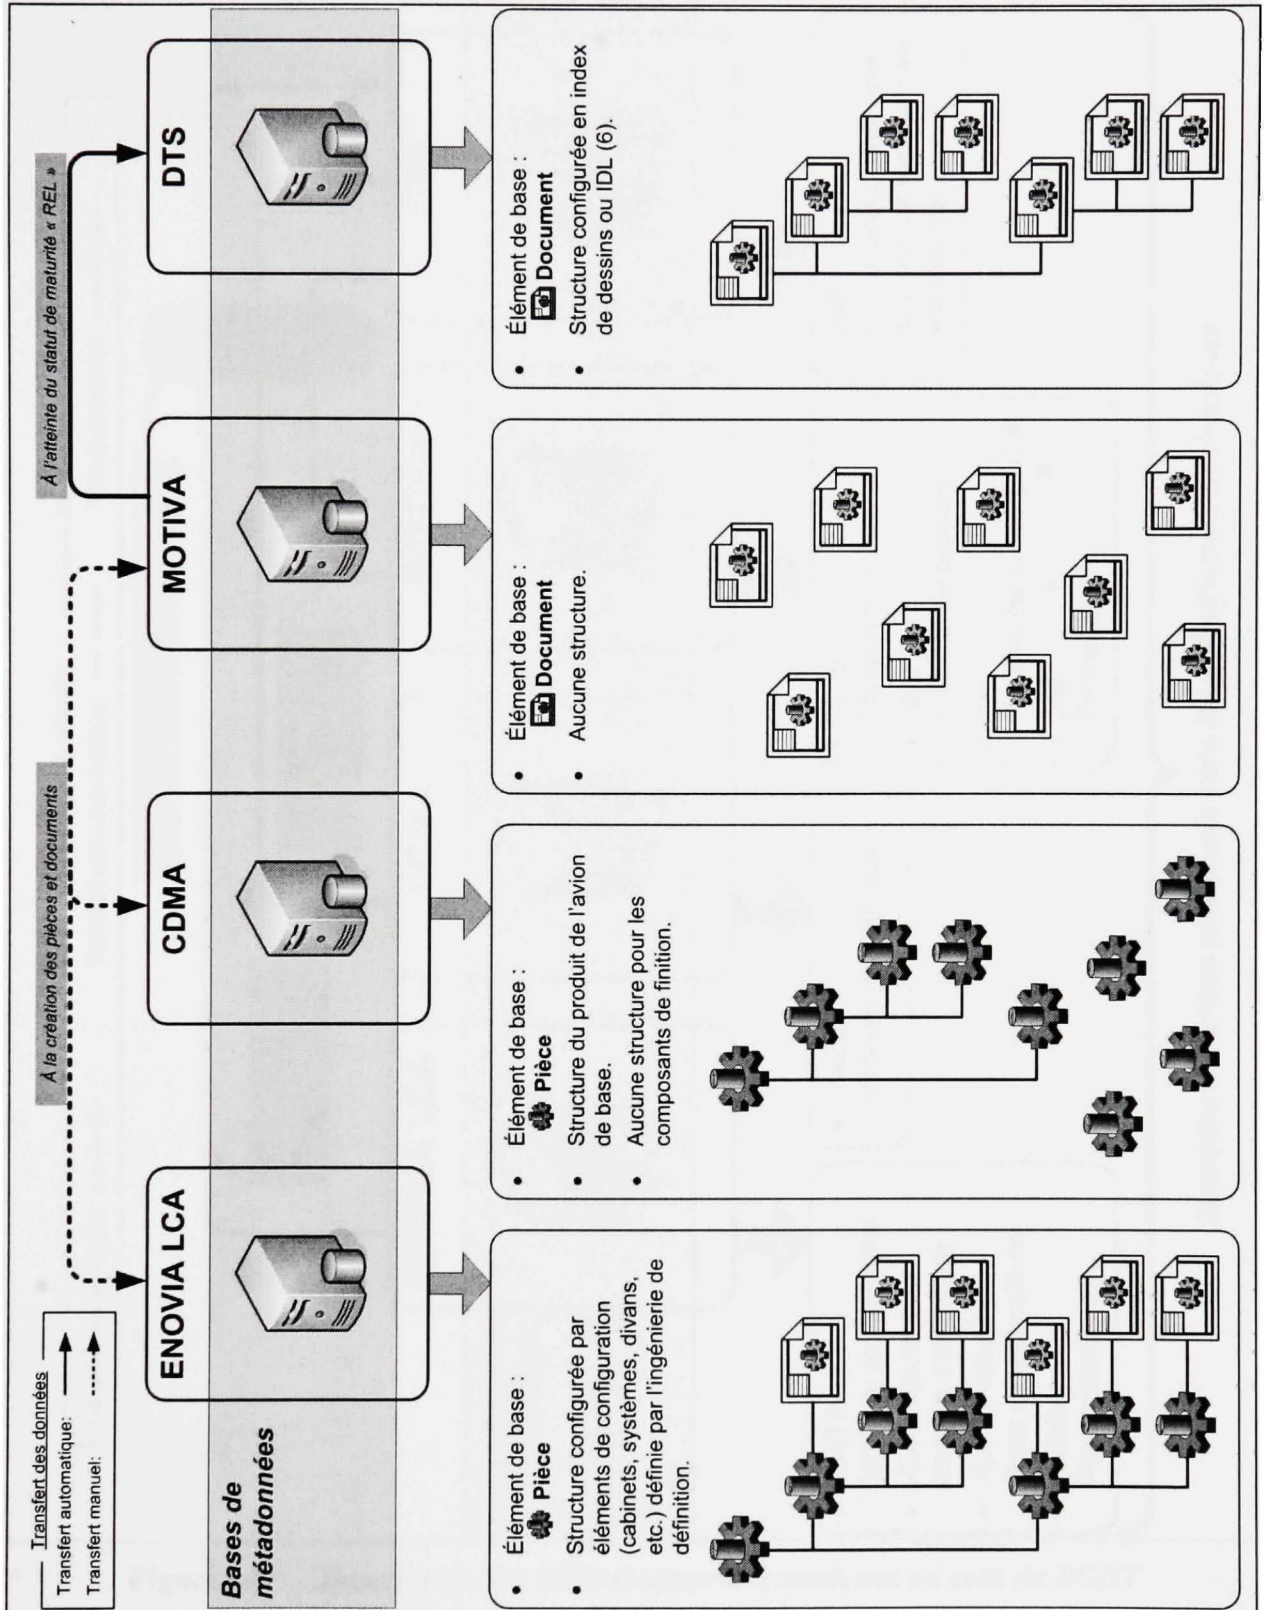 Transfert des données
Transfert automatique:
Transfert manuel:
À la création des pièces et documents
À l'atteinte du statut de maturité « REL »
ENOVIA LCA
CDMA
MOTIVA
DTS
Bases de
métadonnées
• Élément de base :
Pièce
• Structure configurée par
éléments de configuration
(cabinets, systèmes, divans,
etc.) définie par l'ingénierie de
définition.
• Élément de base :
Pièce
• Structure du produit de l'avion
de base.
• Aucune structure pour les
composants de finition.
• Élément de base :
Document
• Aucune structure.
• Élément de base :
Document
• Structure configurée en index
de dessins ou IDL (6).